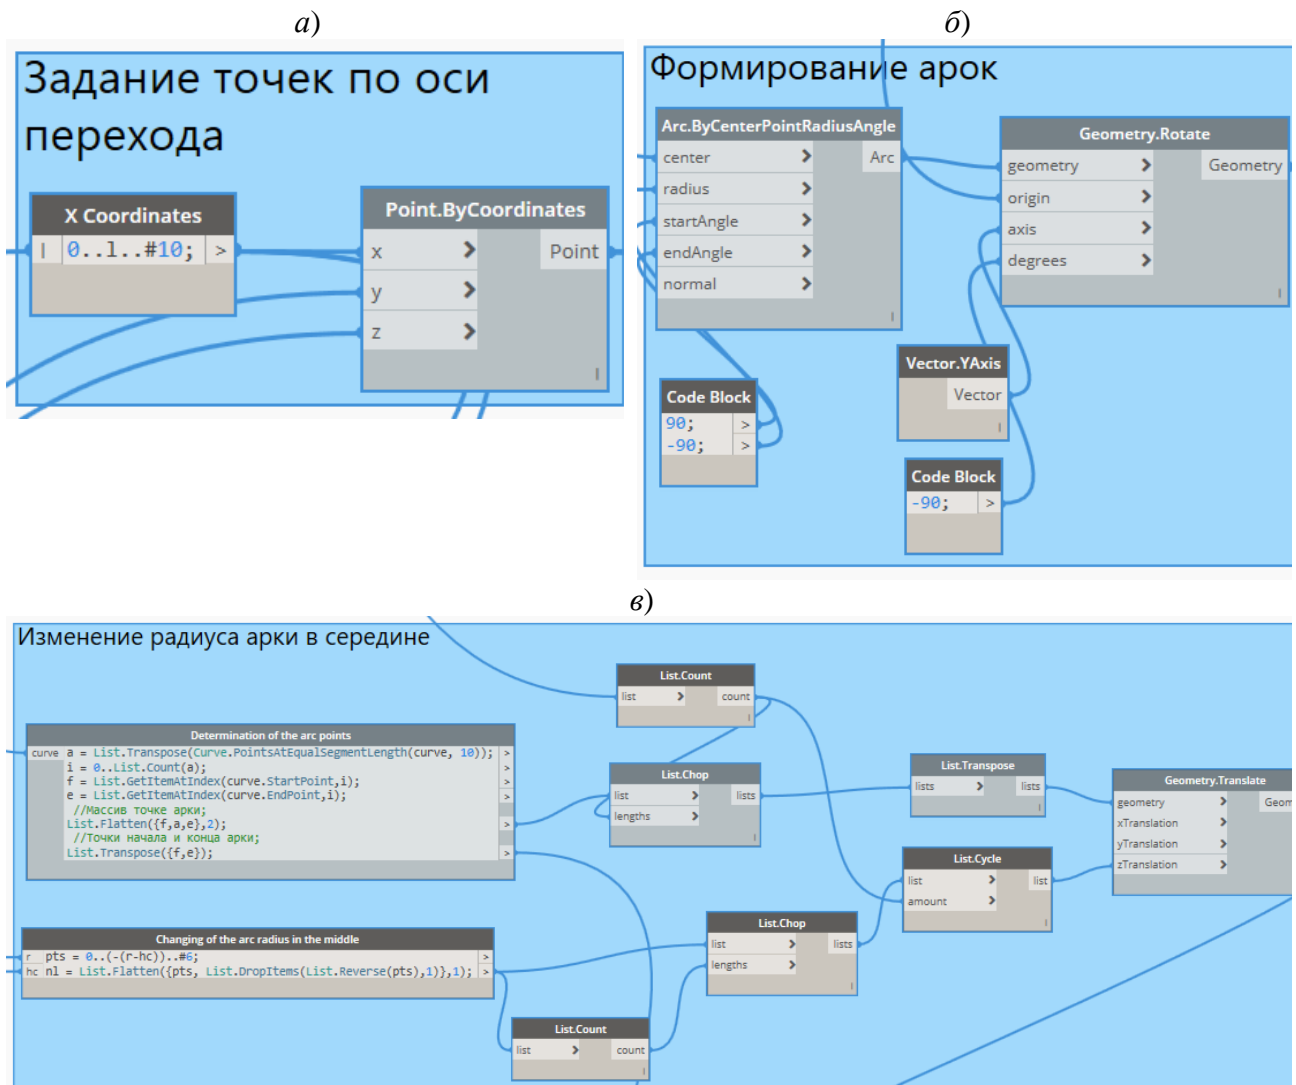 а)
Задание точек по оси
перехода
X Coordinates
l 0..l..#10; >
Point.ByCoordinates
x > Point
y >
z >
l
б)
Формирование арок
Arc.ByCenterPointRadiusAngle
center > Arc
radius >
startAngle >
endAngle >
normal >
l
Geometry.Rotate
geometry > Geometry
origin >
axis >
degrees >
l
Vector.YAxis
Vector
l
Code Block
90; >
-90; >
Code Block
-90; >
в)
Изменение радиуса арки в середине
List.Count
list > count
l
Determination of the arc points
curve a = List.Transpose(Curve.PointsAtEqualSegmentLength(curve, 10)); >
i = 0..List.Count(a); >
f = List.GetItemAtIndex(curve.StartPoint,i); >
e = List.GetItemAtIndex(curve.EndPoint,i); >
//Массив точке арки;
List.Flatten({f,a,e},2); >
//Точки начала и конца арки;
List.Transpose({f,e}); >
List.Chop
list > lists
lengths >
l
List.Transpose
lists > lists
l
Geometry.Translate
geometry > Geom
xTranslation >
yTranslation >
zTranslation >
List.Cycle
list > list
amount >
l
List.Chop
list > lists
lengths >
l
Changing of the arc radius in the middle
r pts = 0..(-(r-hc))..#6; >
hc nl = List.Flatten({pts, List.DropItems(List.Reverse(pts),1)},1); >
List.Count
list > count
l